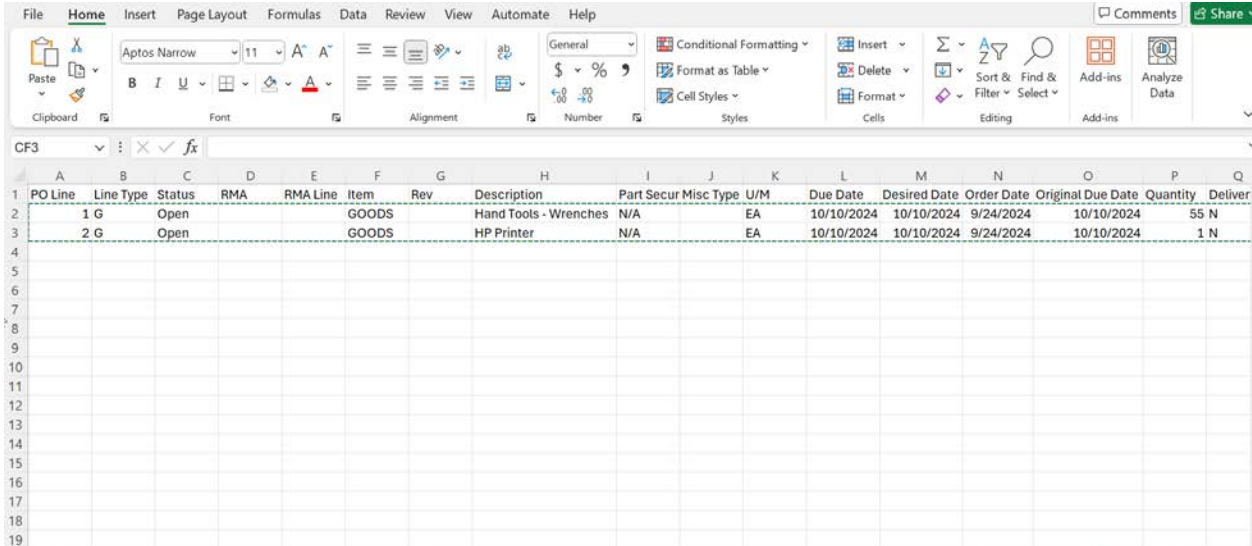 File Home Insert Page Layout Formulas Data Review View Automate Help Comments Share
Paste
Aptos Narrow 11 A A
B I U A
ab
General
$ % 9
.00 .00
Conditional Formatting
Format as Table
Cell Styles
Insert
Delete
Format
Sort & Filter
Find & Select
Add-ins
Analyze Data
Clipboard Font Alignment Number Styles Cells Editing Add-ins
CF3 fx
A B C D E F G H I J K L M N O P Q
1 PO Line Line Type Status RMA RMA Line Item Rev Description Part Secur Misc Type U/M Due Date Desired Date Order Date Original Due Date Quantity Deliver
2 1 G Open GOODS Hand Tools - Wrenches N/A EA 10/10/2024 10/10/2024 9/24/2024 10/10/2024 55 N
3 2 G Open GOODS HP Printer N/A EA 10/10/2024 10/10/2024 9/24/2024 10/10/2024 1 N
4
5
6
7
8
9
10
11
12
13
14
15
16
17
18
19